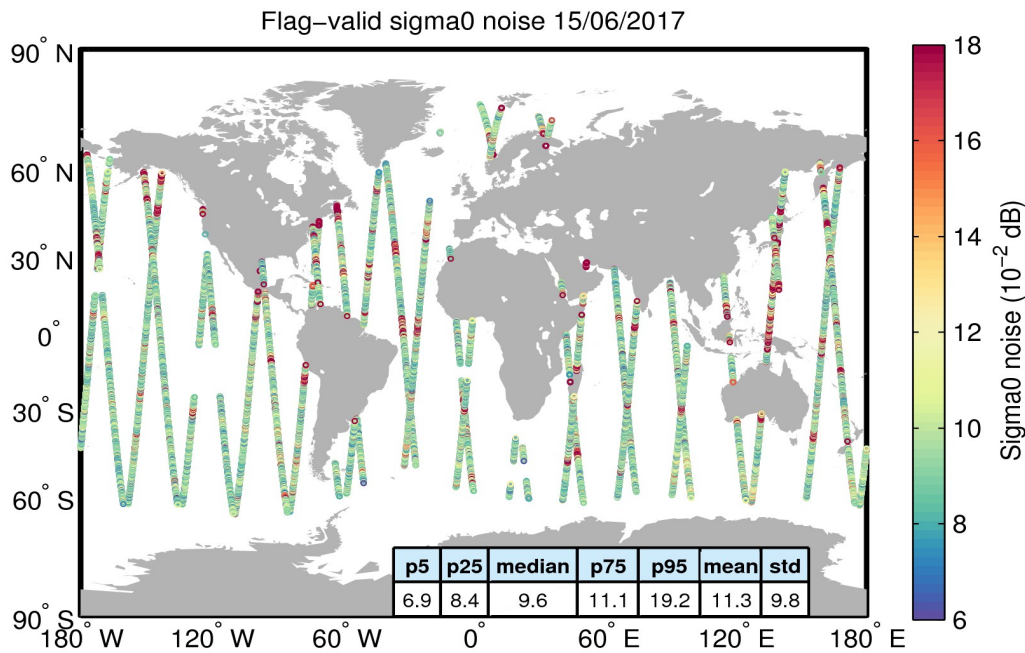 Flag−valid sigma0 noise 15/06/2017
90° N
60° N
30° N
0°
30° S
60° S
90° S
180° W
120° W
60° W
0°
60° E
120° E
180° E
p5 p25 median p75 p95 mean std
6.9 8.4 9.6 11.1 19.2 11.3 9.8
18
16
14
12
10
8
6
Sigma0 noise (10⁻² dB)